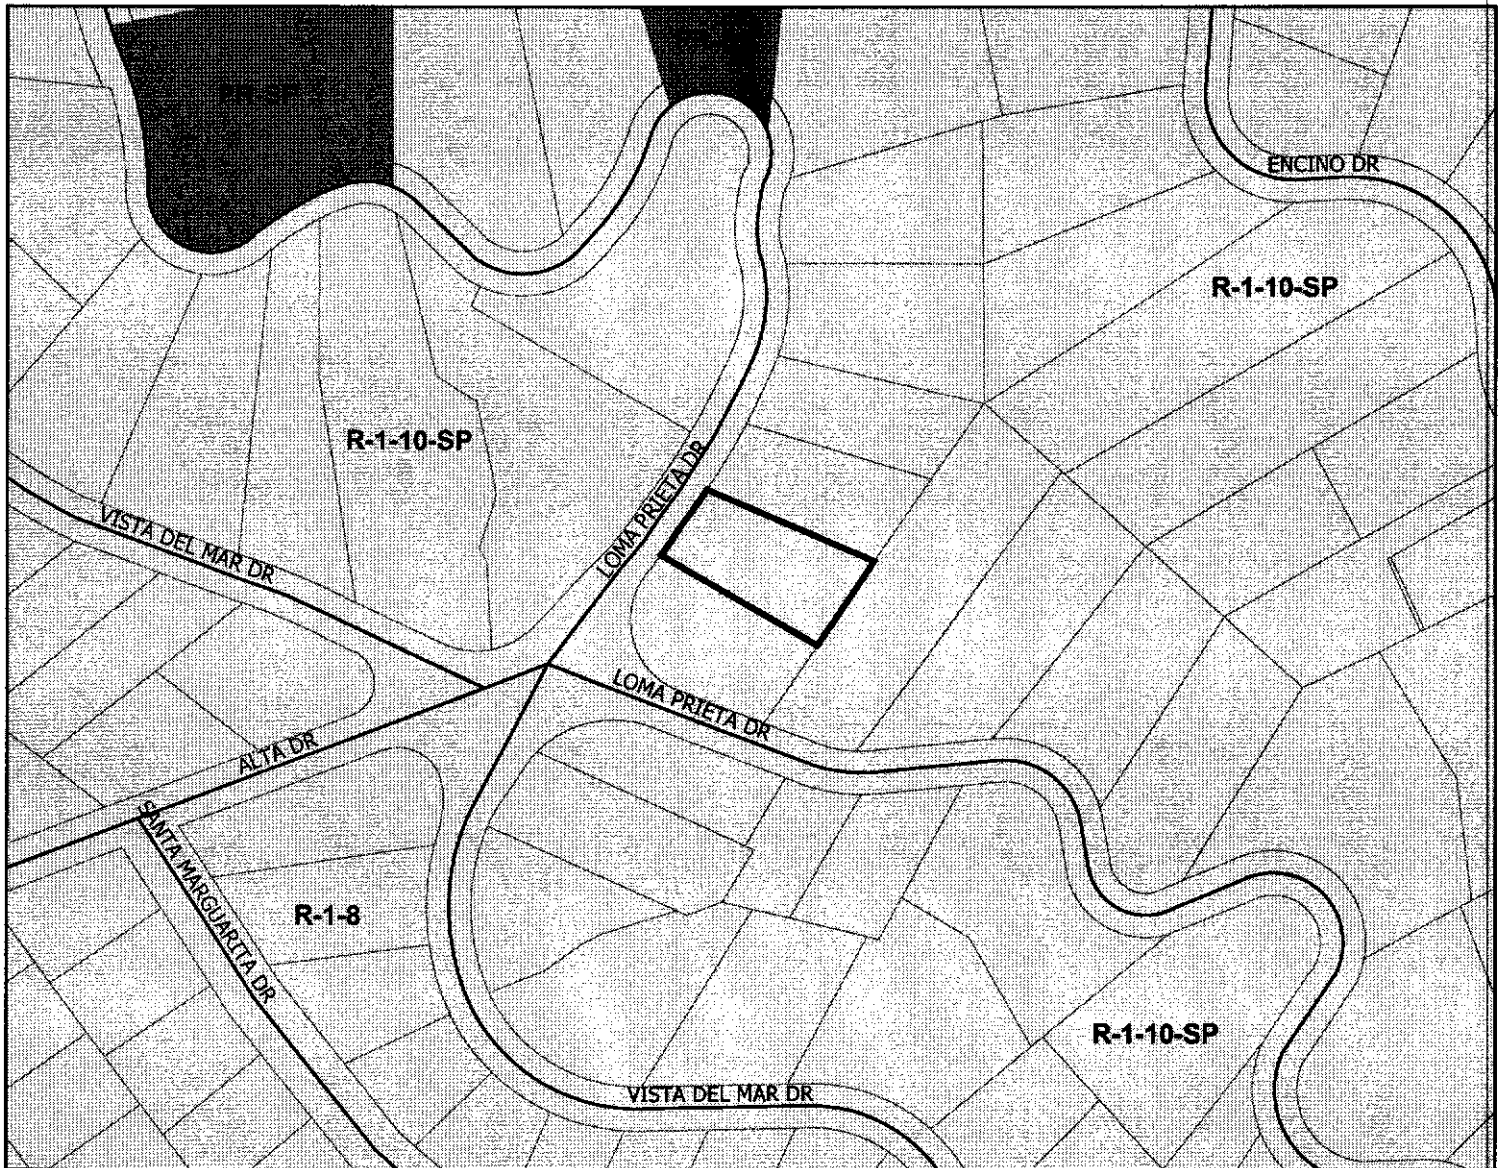 ENCINO DR
R-1-10-SP
R-1-10-SP
LOMA PRIETA DR
VISTA DEL MAR DR
LOMA PRIETA DR
ALTA DR
SANTA MARGUARITA DR
R-1-8
R-1-10-SP
VISTA DEL MAR DR